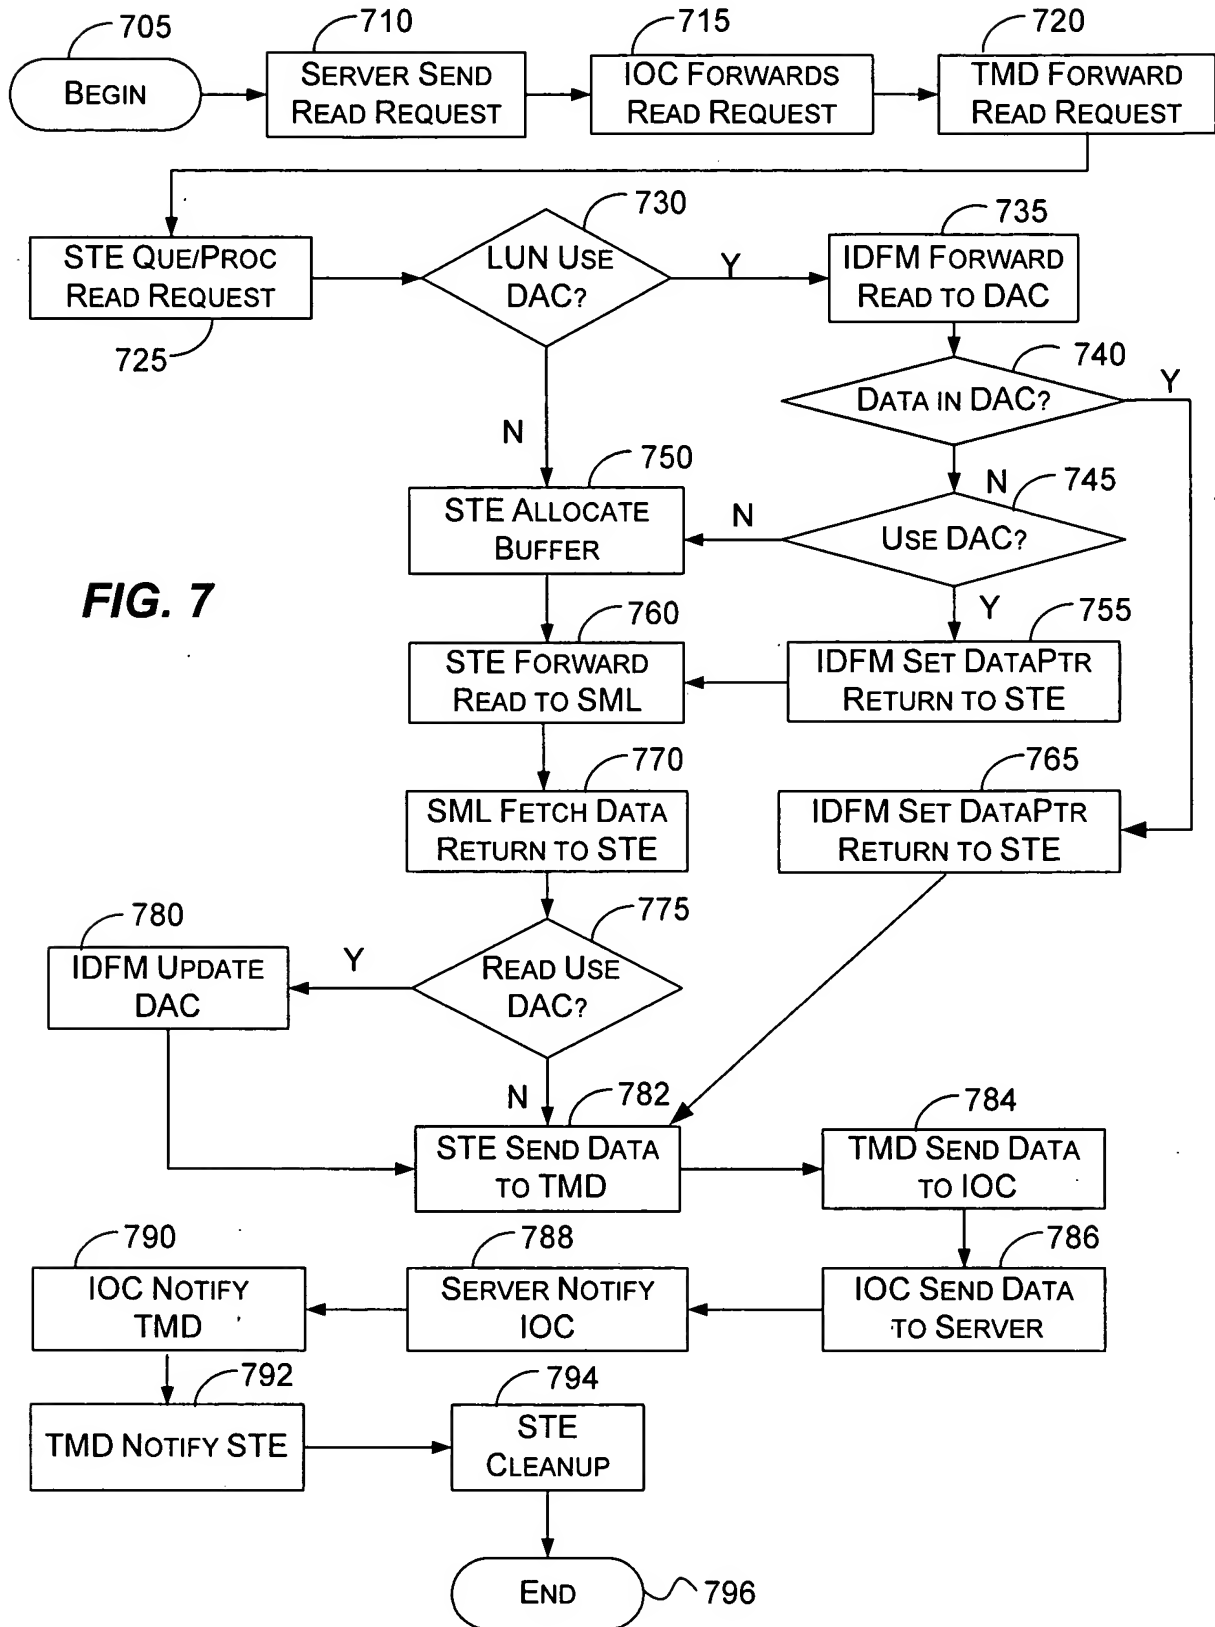 705
BEGIN
710
SERVER SEND
READ REQUEST
715
IOC FORWARDS
READ REQUEST
720
TMD FORWARD
READ REQUEST
STE QUE/PROC
READ REQUEST
725
730
LUN USE
DAC?
Y
N
735
IDFM FORWARD
READ TO DAC
740
DATA IN DAC?
Y
N
745
USE DAC?
N
Y
750
STE ALLOCATE
BUFFER
FIG. 7
755
IDFM SET DATAPTR
RETURN TO STE
760
STE FORWARD
READ TO SML
765
IDFM SET DATAPTR
RETURN TO STE
770
SML FETCH DATA
RETURN TO STE
775
READ USE
DAC?
Y
N
780
IDFM UPDATE
DAC
782
STE SEND DATA
TO TMD
784
TMD SEND DATA
TO IOC
786
IOC SEND DATA
TO SERVER
788
SERVER NOTIFY
IOC
790
IOC NOTIFY
TMD
792
TMD NOTIFY STE
794
STE
CLEANUP
END
796